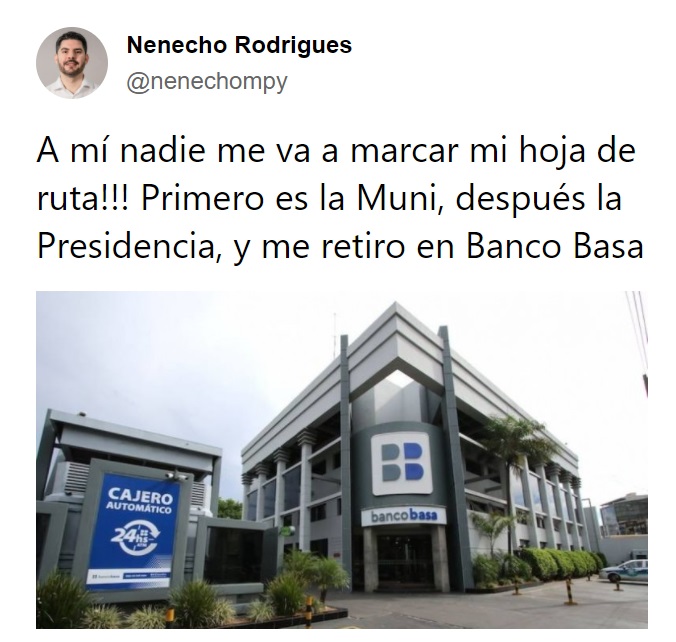 Nenecho Rodrigues
@nenechompy
A mí nadie me va a marcar mi hoja de
ruta!!! Primero es la Muni, después la
Presidencia, y me retiro en Banco Basa
CAJERO
AUTOMÁTICO
24hs
bancobasa